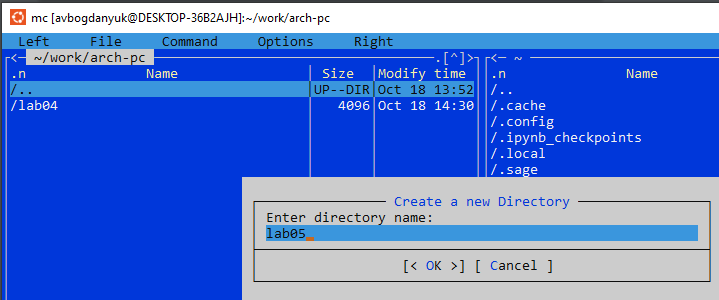 mc [avbogdanyuk@DESKTOP-36B2AJH]:~/work/arch-pc
Left File Command Options Right
<─ ~/work/arch-pc .[^]> <─ ~
.n Name Size Modify time .n Name
/.. UP--DIR Oct 18 13:52 /..
/lab04 4096 Oct 18 14:30 /.cache
/.config
/.ipynb_checkpoints
/.local
/.sage
Create a new Directory
Enter directory name:
lab05
[< OK >] [ Cancel ]